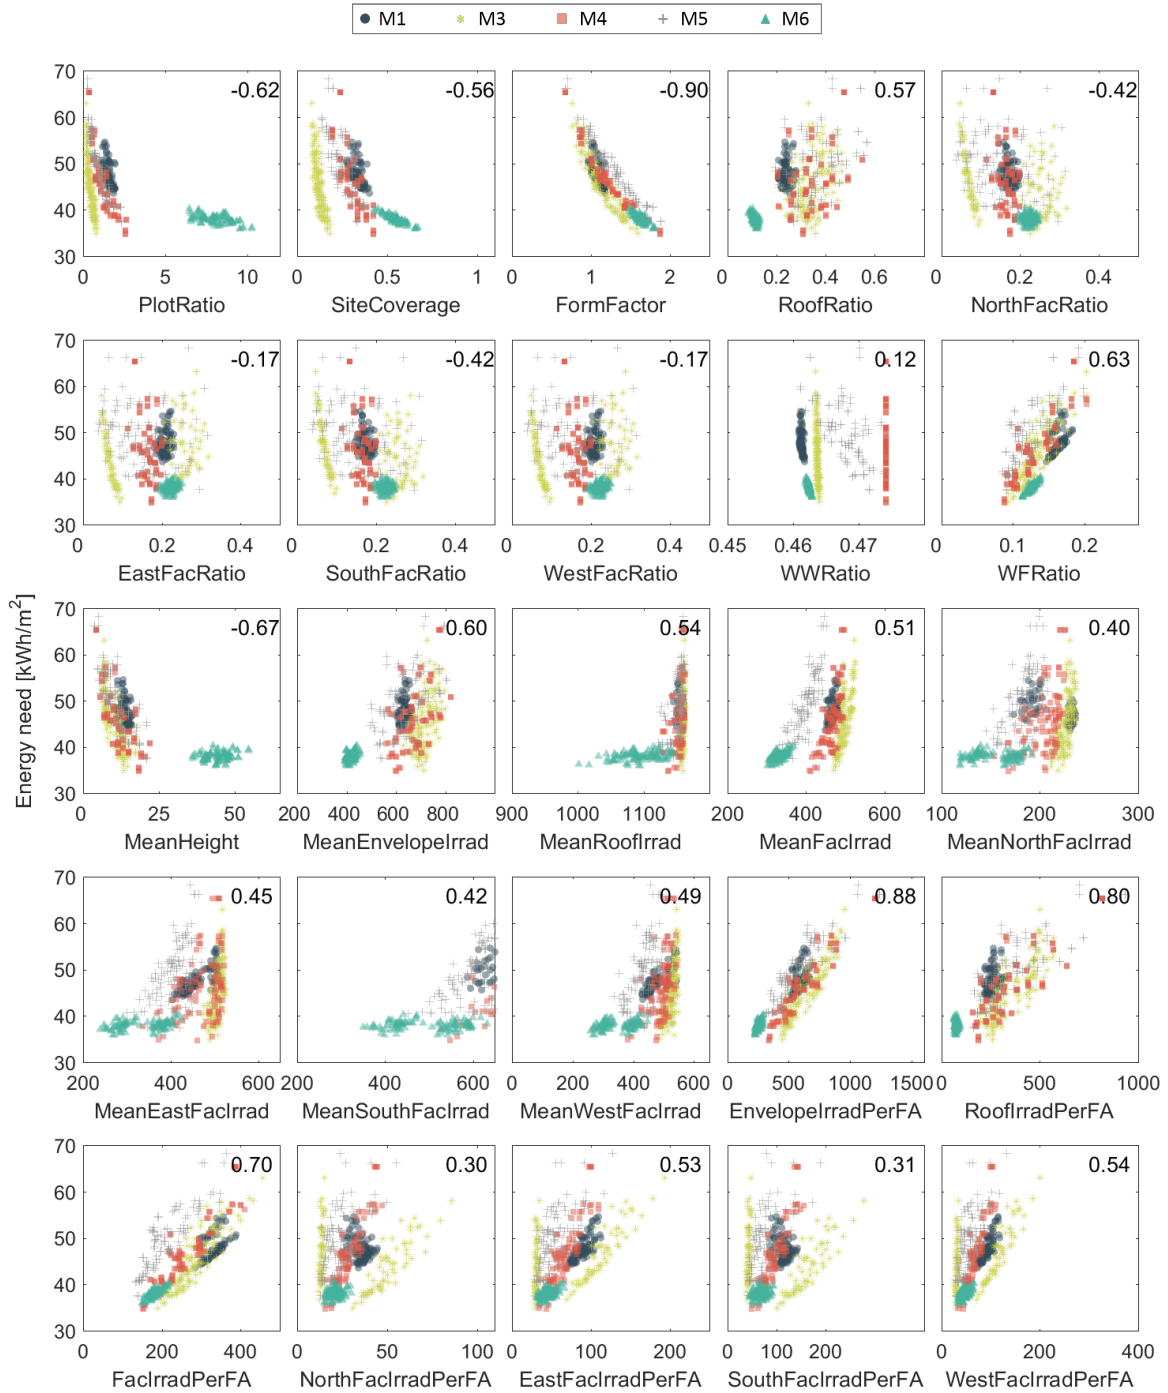 M1 M3 M4 M5 M6
70 -0.62 -0.56 -0.90 0.57 -0.42
60
50
40
30
0 5 10 0 0.5 1 0 1 2 0 0.2 0.4 0.6 0 0.2 0.4
PlotRatio SiteCoverage FormFactor RoofRatio NorthFacRatio
70 -0.17 -0.42 -0.17 0.12 0.63
60
50
40
30
0 0.2 0.4 0 0.2 0.4 0 0.2 0.4 0.45 0.46 0.47 0 0.1 0.2
EastFacRatio SouthFacRatio WestFacRatio WWRatio WFRatio
Energy need [kWh/m²]
70 -0.67 0.60 0.54 0.51 0.40
60
50
40
30
0 25 50 200 400 600 800 900 1000 1100 200 400 600 100 200 300
MeanHeight MeanEnvelopeIrrad MeanRoofIrrad MeanFacIrrad MeanNorthFacIrrad
70 0.45 0.42 0.49 0.88 0.80
60
50
40
30
200 400 600 200 400 600 0 200 400 600 0 500 1000 1500 0 500 1000
MeanEastFacIrrad MeanSouthFacIrrad MeanWestFacIrrad EnvelopeIrradPerFA RoofIrradPerFA
70 0.70 0.30 0.53 0.31 0.54
60
50
40
30
0 200 400 0 50 100 0 100 200 0 100 200 0 100 200 300 400
FacIrradPerFA NorthFacIrradPerFA EastFacIrradPerFA SouthFacIrradPerFA WestFacIrradPerFA